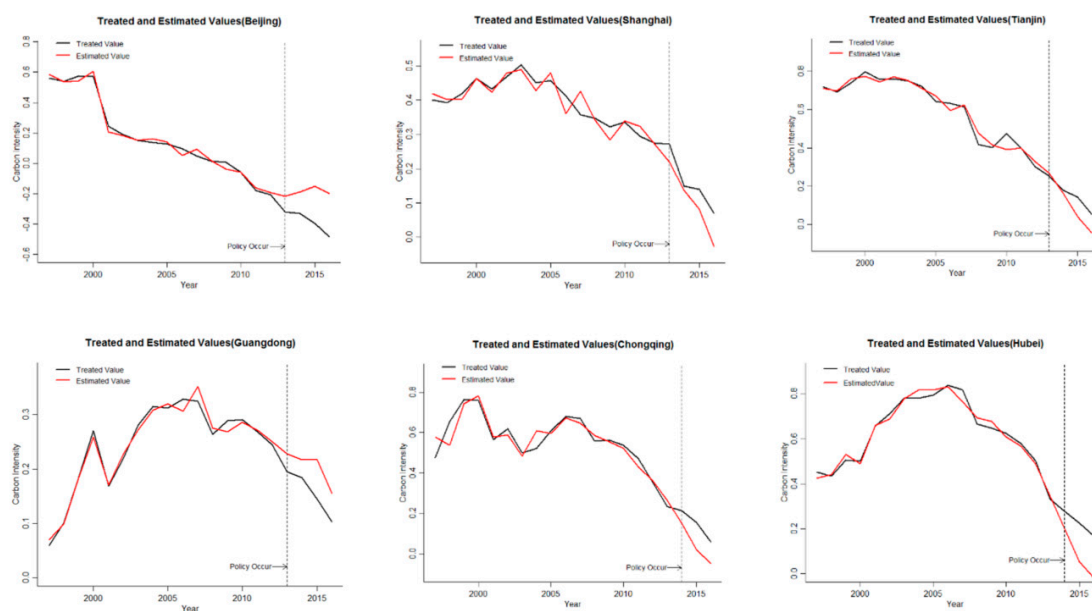 Treated and Estimated Values(Beijing)
Treated Value
Estimated Value
Carbon Intensity
0.8
0.6
0.4
0.2
0.0
-0.2
-0.4
-0.6
Policy Occur
2000 2005 2010 2015
Year
Treated and Estimated Values(Shanghai)
Treated Value
Estimated Value
Carbon Intensity
0.5
0.4
0.3
0.2
0.1
0.0
Policy Occur
2000 2005 2010 2015
Year
Treated and Estimated Values(Tianjin)
Treated Value
Estimated Value
Carbon Intensity
0.8
0.6
0.4
0.2
0.0
Policy Occur
2000 2005 2010 2015
Year
Treated and Estimated Values(Guangdong)
Treated Value
Estimated Value
Carbon Intensity
0.3
0.2
0.1
0.0
Policy Occur
2000 2005 2010 2015
Year
Treated and Estimated Values(Chongqing)
Treated Value
Estimated Value
Carbon Intensity
0.8
0.6
0.4
0.2
0.0
Policy Occur
2000 2005 2010 2015
Year
Treated and Estimated Values(Hubei)
Treated Value
EstimatedValue
Carbon Intensity
0.8
0.6
0.4
0.2
0.0
Policy Occur
2000 2005 2010 2015
Year